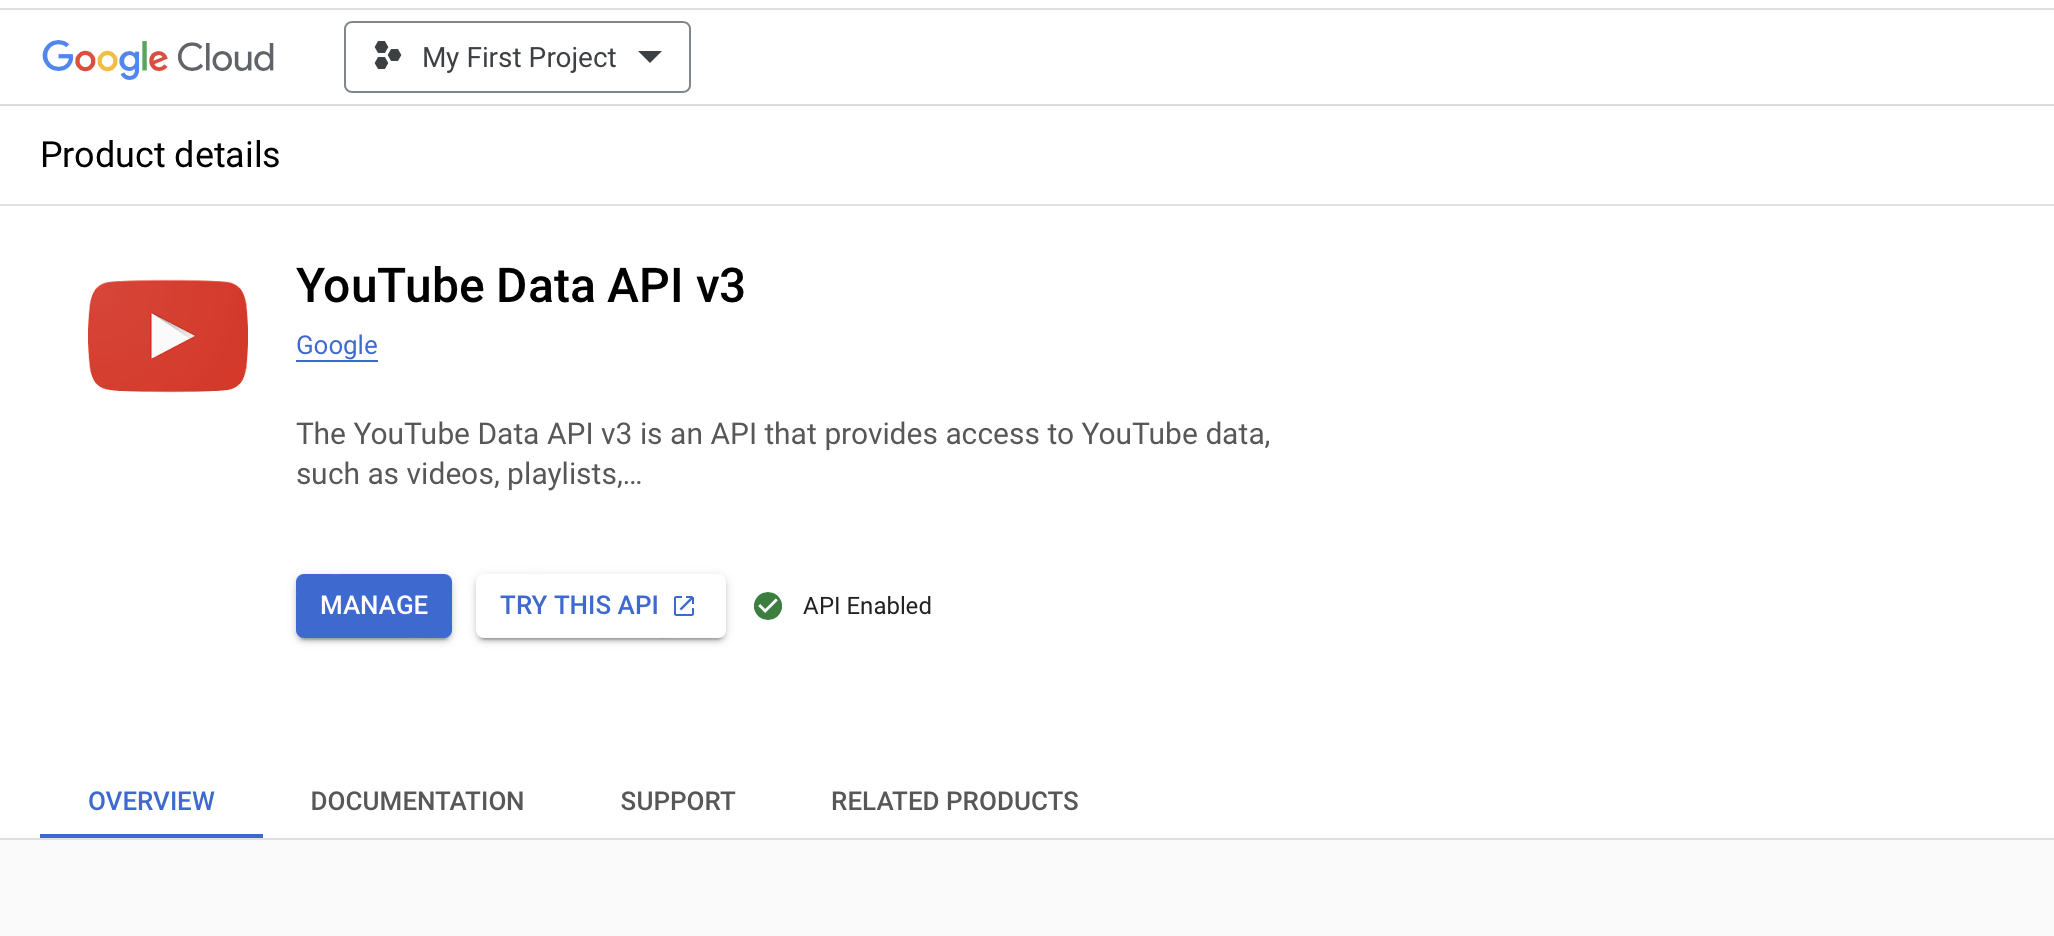 Google Cloud
My First Project
Product details
YouTube Data API v3
Google
The YouTube Data API v3 is an API that provides access to YouTube data,
such as videos, playlists,...
MANAGE
TRY THIS API
API Enabled
OVERVIEW
DOCUMENTATION
SUPPORT
RELATED PRODUCTS